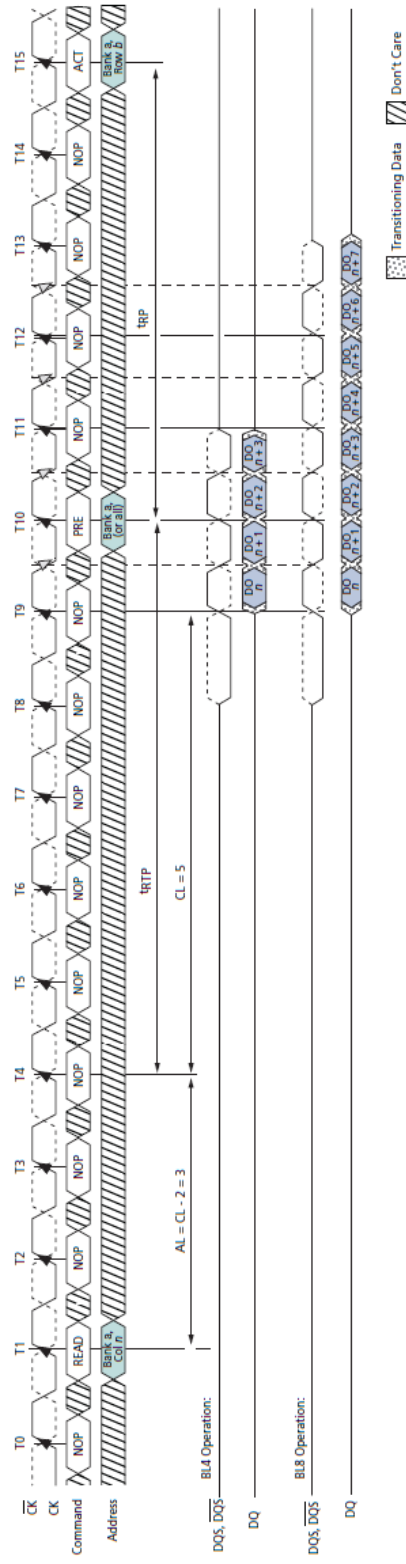 T0 T1 T2 T3 T4 T5 T6 T7 T8 T9 T10 T11 T12 T13 T14 T15
CK
CK
Command NOP READ NOP NOP NOP NOP NOP NOP NOP NOP PRE NOP NOP NOP NOP ACT
Address Bank a, Col n Bank a, (or all) Bank a, Row b
tRTP tRP
AL = CL - 2 = 3 CL = 5
BL4 Operation:
DQS, DQS
DQ DO n DO n + 1 DO n + 2 DO n + 3
BL8 Operation:
DQS, DQS
DQ DO n DO n + 1 DO n + 2 DO n + 3 DO n + 4 DO n + 5 DO n + 6 DO n + 7
Transitioning Data Don't Care